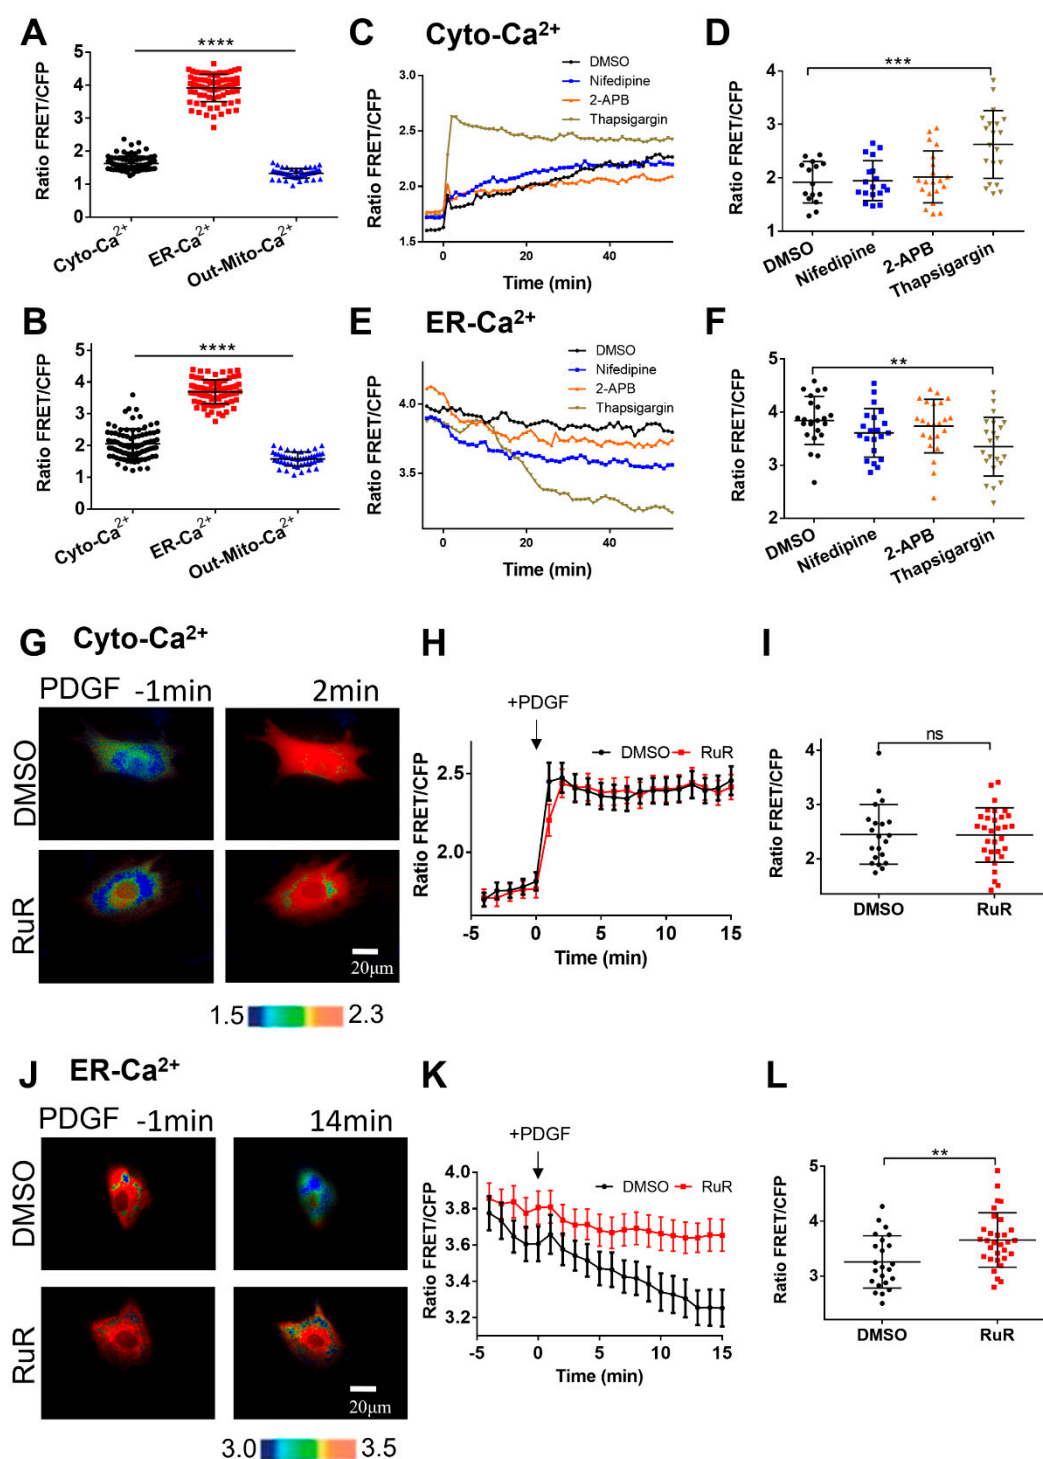 A
****
5
4
3
2
1
0
Ratio FRET/CFP
Cyto-Ca²⁺
ER-Ca²⁺
Out-Mito-Ca²⁺
C Cyto-Ca²⁺
DMSO
Nifedipine
2-APB
Thapsigargin
3.0
2.5
2.0
1.5
Ratio FRET/CFP
0 20 40
Time (min)
D
***
4
3
2
1
Ratio FRET/CFP
DMSO
Nifedipine
2-APB
Thapsigargin
B
****
5
4
3
2
1
0
Ratio FRET/CFP
Cyto-Ca²⁺
ER-Ca²⁺
Out-Mito-Ca²⁺
E ER-Ca²⁺
DMSO
Nifedipine
2-APB
Thapsigargin
4.0
3.5
Ratio FRET/CFP
0 20 40
Time (min)
F
**
5
4
3
2
Ratio FRET/CFP
DMSO
Nifedipine
2-APB
Thapsigargin
G Cyto-Ca²⁺
PDGF -1min 2min
DMSO
RuR
20μm
1.5 2.3
H
+PDGF
DMSO RuR
2.5
2.0
Ratio FRET/CFP
-5 0 5 10 15
Time (min)
I
ns
4
3
2
Ratio FRET/CFP
DMSO RuR
J ER-Ca²⁺
PDGF -1min 14min
DMSO
RuR
20μm
3.0 3.5
K
+PDGF
DMSO RuR
4.0
3.8
3.6
3.4
3.2
Ratio FRET/CFP
-5 0 5 10 15
Time (min)
L
**
5
4
3
Ratio FRET/CFP
DMSO RuR